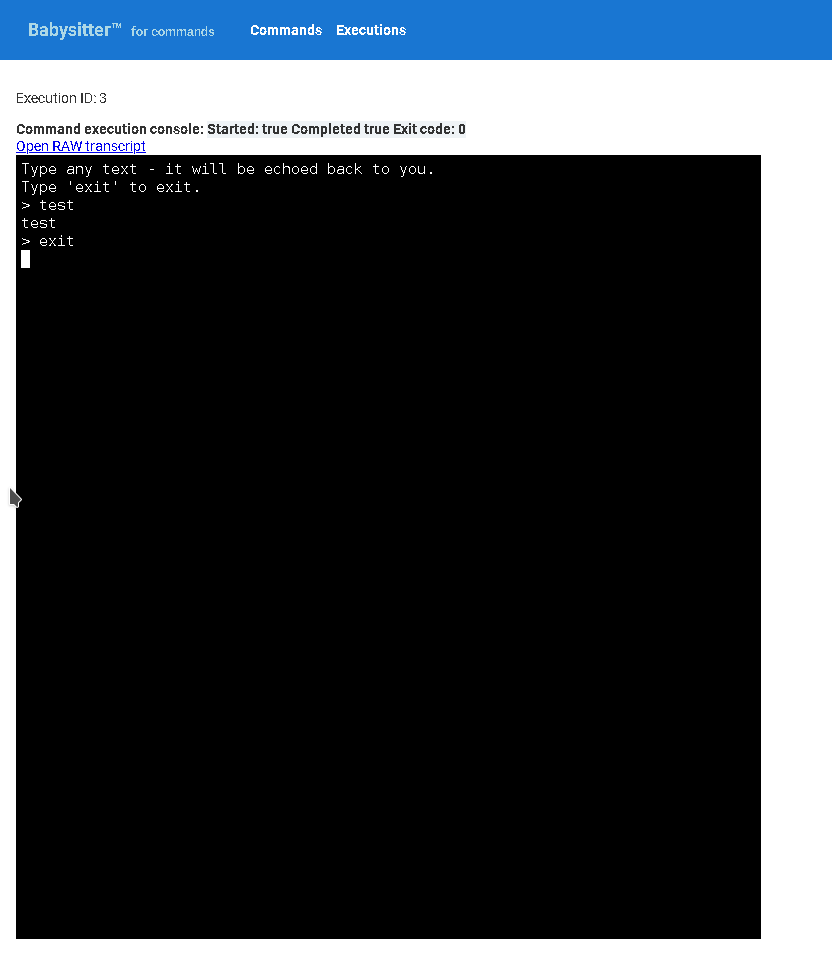 Babysitter™ for commands Commands Executions
Execution ID: 3
Command execution console: Started: true Completed true Exit code: 0
Open RAW transcript
Type any text - it will be echoed back to you.
Type 'exit' to exit.
> test
test
> exit